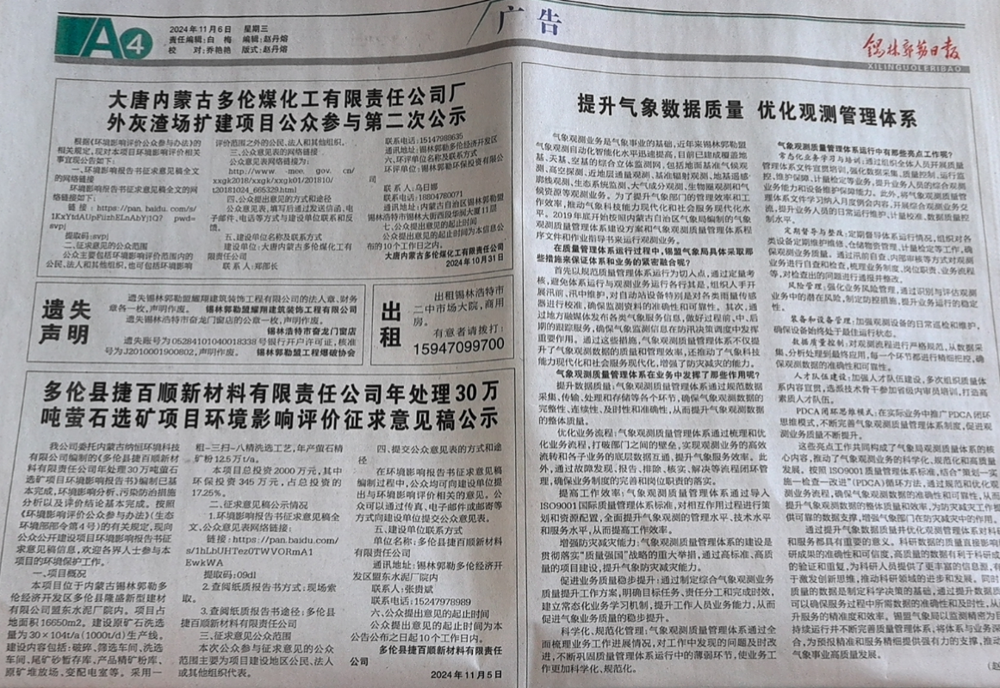 A4
2024年11月6日 星期三
责任编辑:白 梅 编辑:赵丹熔
校 对:乔艳艳 版式:赵丹熔
广告
锡林郭勒日报
XILINGUOLERIBAO
大唐内蒙古多伦煤化工有限责任公司厂
外灰渣场扩建项目公众参与第二次公示
根据《环境影响评价公众参与办法》的
相关规定,现对本项目环境影响评价相关
事宜现公告如下:
一、环境影响报告书征求意见稿全文
的网络链接
环境影响报告书征求意见稿全文的网
络链接如下:
链接:https://pan.baidu.com/s/
提取码:svpj
二、征求意见的公众范围
公众主要包括环境影响评价范围内的
公民、法人和其他组织,也可包括环境影响
评价范围之外的公民、法人和其他组织。
三、公众意见表的网络链接
公众意见表网络链接为:
http://www.mee.gov.cn/
xxgk2018/xxgk/xxgk01/201810/
t20181024_665329.html
四、公众提出意见的方式和途径
公众意见表,填写后通过发送信函、电
子邮件、电话等方式与建设单位联系和反
馈。
五、建设单位名称及联系方式
建设单位:大唐内蒙古多伦煤化工有
限责任公司
联系人:郑部长
联系电话:15147988635
通讯地址:锡林郭勒多伦经济开发区
六、环评单位名称及联系方式
环评单位:锡林郭勒环保投资有限公
司
联系人:乌日娜
联系电话:18804780071
通讯地址:内蒙古自治区锡林郭勒盟
锡林浩特市锡林大街西段华润大厦11层
七、公众提出意见的起止时间
公众提出意见的起止时间为本信息公
布的10个工作日之内。
大唐内蒙古多伦煤化工有限责任公司
2024年10月31日
遗失
声明
遗失锡林郭勒盟耀翔建筑装饰工程有限公司的法人章、财务
章各一枚,声明作废。 锡林郭勒盟耀翔建筑装饰工程有限公司
遗失锡林浩特市奋龙门窗店的公章一枚,声明作废。
锡林浩特市奋龙门窗店
遗失账号为05284101040018338号银行开户许可证,核准
号为J2010001900802,声明作废。 锡林郭勒盟工程爆破协会
出
租
出租锡林浩特市
二中市场大院,商用
房。
有意者请拨打:
15947099700
多伦县捷百顺新材料有限责任公司年处理30万
吨萤石选矿项目环境影响评价征求意见稿公示
我公司委托内蒙古纳恒环境科技
有限公司编制的《多伦县捷百顺新材
料有限责任公司年处理30万吨萤石
选矿项目环境影响报告书》编制已基
本完成,环境影响分析、污染防治措施
分析以及评价结论基本完成。按照
《环境影响评价公众参与办法》(生态
环境部部令第4号)的有关规定,现向
公众公开建设项目环境影响报告书征
求意见稿信息,欢迎各界人士参与本
项目的环境保护工作。
一、项目概况
本项目位于内蒙古锡林郭勒多
伦经济开发区多伦县隆盛新型建材
有限公司盟东水泥厂院内。项目占
地面积16650m2。建设原矿石洗选
量为30×104t/a(1000t/d)生产线。
建设内容包括:破碎、筛选车间、洗选
车间、尾矿砂暂存库、产品精矿粉库、
原矿堆放场、变配电室等。采用一
粗-三扫-八精洗选工艺,年产萤石精
矿粉12.5万t/a。
本项目总投资2000万元,其中
环保投资345万元,占总投资的
17.25%。
二、征求意见稿公示情况
1.环境影响报告书征求意见稿全
文、公众意见表网络链接:
链接:https://pan.baidu.com/
s/1hLbUHTez0TWVORmA1
EwkWA
提取码:09dl
2.查阅纸质报告书方式:现场索
取。
3.查阅纸质报告书途径:多伦县
捷百顺新材料有限责任公司
三、征求意见公众范围
本次公众参与征求意见的公众
范围主要为项目建设地区公民、法人
或其他组织代表。
四、提交公众意见表的方式和途
径
在环境影响报告书征求意见稿
编制过程中,公众均可向建设单位提
出与环境影响评价相关的意见。公
众可以通过传真、电子邮件或邮寄等
方式向建设单位提交公众意见表。
五、建设单位联系方式
单位名称:多伦县捷百顺新材料
有限责任公司
通讯地址:锡林郭勒多伦经济开
发区盟东水泥厂院内
联系人:张贵斌
联系电话:15247978989
六、公众提出意见的起止时间
公众提出意见的起止时间为本
公告公布之日起10个工作日内。
多伦县捷百顺新材料有限责任
公司
2024年11月5日
提升气象数据质量 优化观测管理体系
气象观测业务是气象事业的基础,近年来锡林郭勒盟
气象观测自动化智能化水平迅速提高,目前已建成覆盖地
基、天基、空基的综合立体监测网,包括地面基准气候观
测、高空探测、近地层通量观测、基准辐射观测、地基遥感
廓线观测、生态系统监测、大气成分观测、生物圈观测和气
候资源等观测业务。为了提升气象部门的管理效率和工
作效率,推动气象科技能力现代化和社会服务现代化水
平。2019年底开始按照内蒙古自治区气象局编制的气象
观测质量管理体系建设方案和气象观测质量管理体系程
序文件和作业指导书来运行观测业务。
在质量管理体系运行过程中,锡盟气象局具体采取那
些措施来保证体系和业务的紧密融合呢?
首先以规范质量管理体系运行为切入点,通过定量考
核,避免体系运行与观测业务运行各行其是,组织人手开
展汛前、汛中维护,对自动站设备特别是对各类雨量传感
器进行校准,确保监测资料的准确性和可靠性。其次,通
过地方融媒体发布各类气象服务信息,做好过程前、中、后
期的跟踪服务,确保气象监测信息在防汛决策调度中发挥
重要作用。通过这些措施,气象观测质量管理体系不仅提
升了气象观测数据的质量和管理效率,还推动了气象科技
能力现代化和社会服务现代化,增强了防灾减灾的能力。
气象观测质量管理体系在业务中发挥了那些作用呢?
提升数据质量:气象观测质量管理体系通过规范数据
采集、传输、处理和存储等各个环节,确保气象观测数据的
完整性、连续性、及时性和准确性,从而提升气象观测数据
的整体质量。
优化业务流程:气象观测质量管理体系通过梳理和优
化业务流程,打破部门之间的壁垒,实现观测业务的高效
流转和各子业务的底层数据互通,提升气象服务效率。此
外,通过故障发现、报告、排除、核实、解决等流程闭环管
理,确保业务制度的完善和岗位职责的落实。
提高工作效率:气象观测质量管理体系通过导入
ISO9001国际质量管理体系标准,对相互作用过程进行策
划和资源配置,全面提升气象观测的管理水平、技术水平
和服务水平,从而提高工作效率。
增强防灾减灾能力:气象观测质量管理体系的建设是
贯彻落实“质量强国”战略的重大举措,通过高标准、高质
量的项目建设,提升气象防灾减灾能力。
促进业务质量稳步提升:通过制定综合气象观测业务
质量提升工作方案,明确目标任务、责任分工和完成时效,
建立常态化业务学习机制,提升工作人员业务能力,从而
促进气象业务质量的稳步提升。
科学化、规范化管理:气象观测质量管理体系通过全
面梳理业务工作进展情况,对工作中发现的问题及时改
进,不断巩固质量管理体系运行中的薄弱环节,使业务工
作更加科学化、规范化。
气象观测质量管理体系运行中有那些亮点工作呢?
常态化业务学习与培训:通过组织全体人员开展质量
管理体系文件宣贯培训,强化数据采集、质量控制、运行监
控、维护保障、计量检定等业务,提升业务人员的综合观测
业务能力和设备维护保障能力。此外,将气象观测质量管
理体系文件学习纳入月度例会内容,开展综合观测业务交
流,提升业务人员的日常运行维护、计量校准、数据质量控
制水平。
定期督导与整改:定期督导体系运行情况,组织对各
类设备定期维护维修、仓储物资管理、计量检定等工作,确
保观测业务质量。通过汛前自查、内部审核等方式对观测
业务进行自查和检查,梳理业务制度、岗位职责、业务流程
等,对检查出的问题进行通报并整改。
风险管理:强化业务风险管理,通过识别与评估观测
业务中的潜在风险,制定防控措施,提升业务运行的稳定
性。
装备和设备管理:加强观测设备的日常巡检和维护,
确保设备始终处于最佳运行状态。
数据质量控制:对观测流程进行严格规范,从数据采
集、分析处理到最终应用,每一个环节都进行精细把控,确
保观测数据的准确性和可靠性。
人才队伍建设:加强人才队伍建设,多次组织质量体
系内容宣贯,选派技术骨干参加省级内审员培训,打造高
素质人才队伍。
PDCA闭环思维模式:在实际业务中推广PDCA闭环
思维模式,不断完善气象观测质量管理体系制度,促进观
测业务质量不断提升。
这些亮点工作共同构成了气象局观测质量体系的核
心内容,推动了气象观测业务的科学化、规范化和高质量
发展。按照ISO9001质量管理体系标准,结合“策划—实
施—检查—改进”(PDCA)循环方法,通过规范和优化观
测业务流程,确保气象观测数据的准确性和可靠性,从而
提升气象观测数据的整体质量和效率,为防灾减灾工作提
供可靠的数据支撑,增强气象部门在防灾减灾中的作用。
通过提升气象数据质量并优化观测管理体系对科研
和服务都具有重要的意义。科研数据的质量直接影响
研成果的准确性和可信度,高质量的数据有利于科研成
的验证和重复,为科研人员提供了更丰富的信息源,有
于激发创新思维,推动科研领域的进步和发展。同时
质量的数据是制定科学决策的基础,通过提升数据质
可以确保服务过程中所需数据的准确性和及时性,从
升服务的精准度和效率。锡盟气象局以监测精密为目
持续运行并不断完善质量管理体系,将体系与业务深
合,为预报精准和服务精细提供强有力的支撑,推动
气象事业高质量发展。
(赵